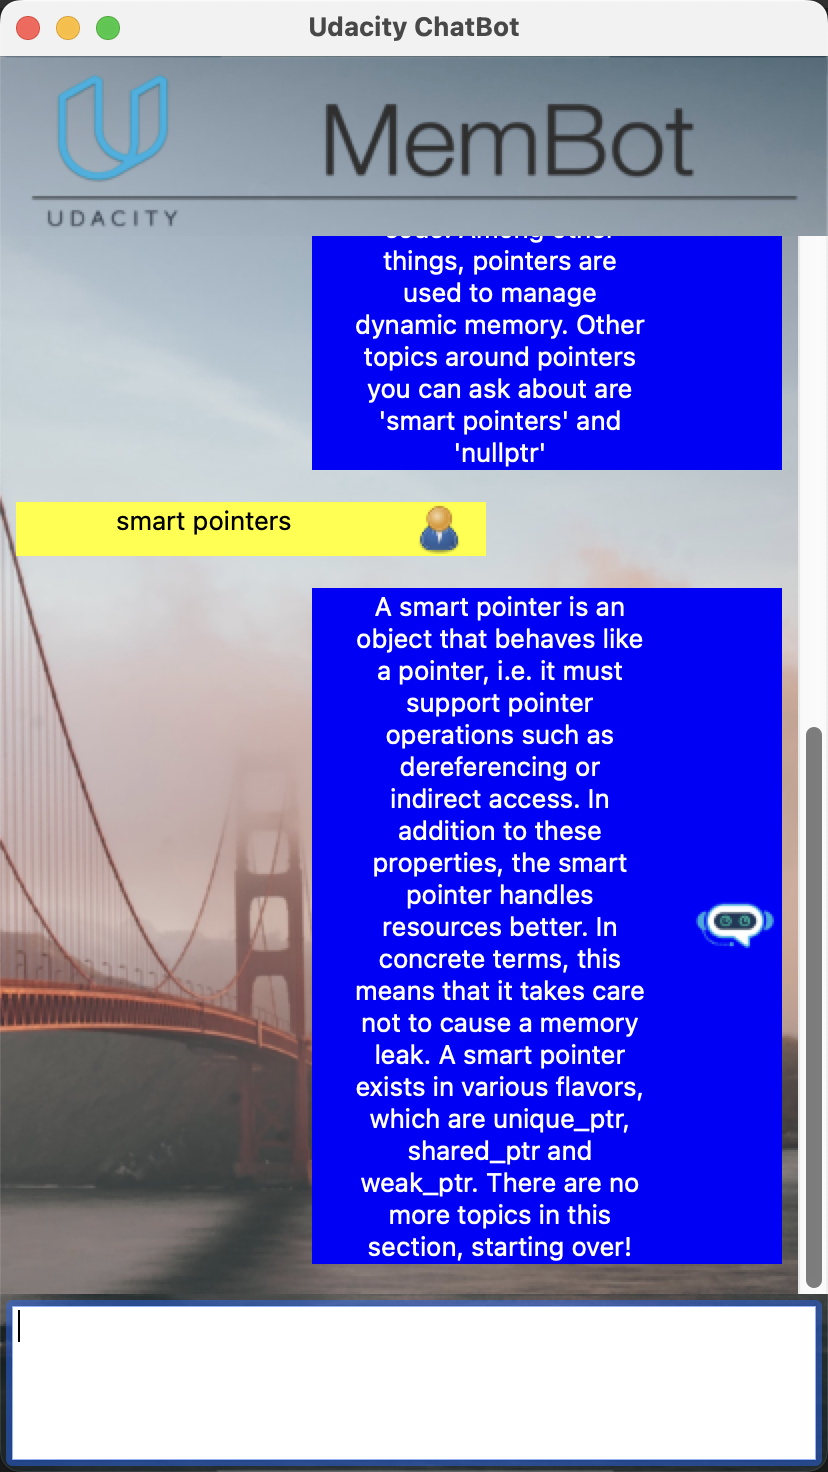 Udacity ChatBot
MemBot
UDACITY
things, pointers are
used to manage
dynamic memory. Other
topics around pointers
you can ask about are
'smart pointers' and
'nullptr'
smart pointers
A smart pointer is an
object that behaves like
a pointer, i.e. it must
support pointer
operations such as
dereferencing or
indirect access. In
addition to these
properties, the smart
pointer handles
resources better. In
concrete terms, this
means that it takes care
not to cause a memory
leak. A smart pointer
exists in various flavors,
which are unique_ptr,
shared_ptr and
weak_ptr. There are no
more topics in this
section, starting over!